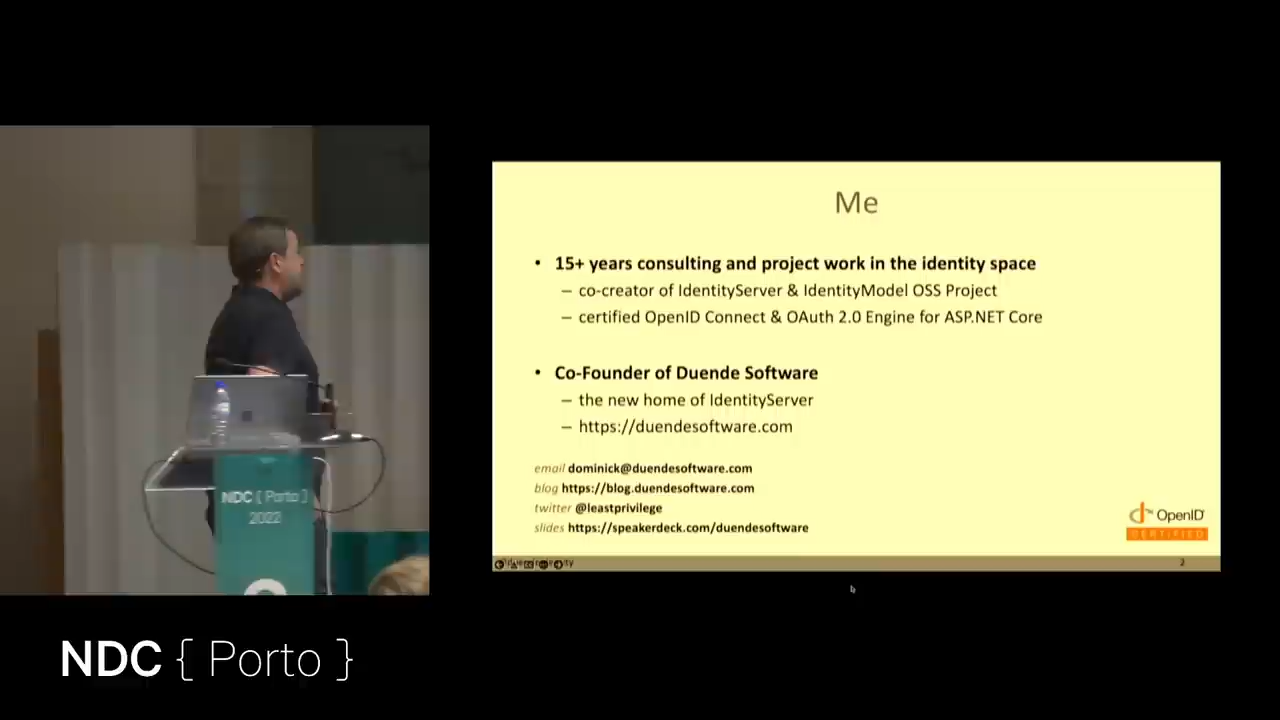 Me
• 15+ years consulting and project work in the identity space
– co-creator of IdentityServer & IdentityModel OSS Project
– certified OpenID Connect & OAuth 2.0 Engine for ASP.NET Core
• Co-Founder of Duende Software
– the new home of IdentityServer
– https://duendesoftware.com
email dominick@duendesoftware.com
blog https://blog.duendesoftware.com
twitter @leastprivilege
slides https://speakerdeck.com/duendesoftware
OpenID
CERTIFIED
2
NDC { Porto }
2022
NDC { Porto }